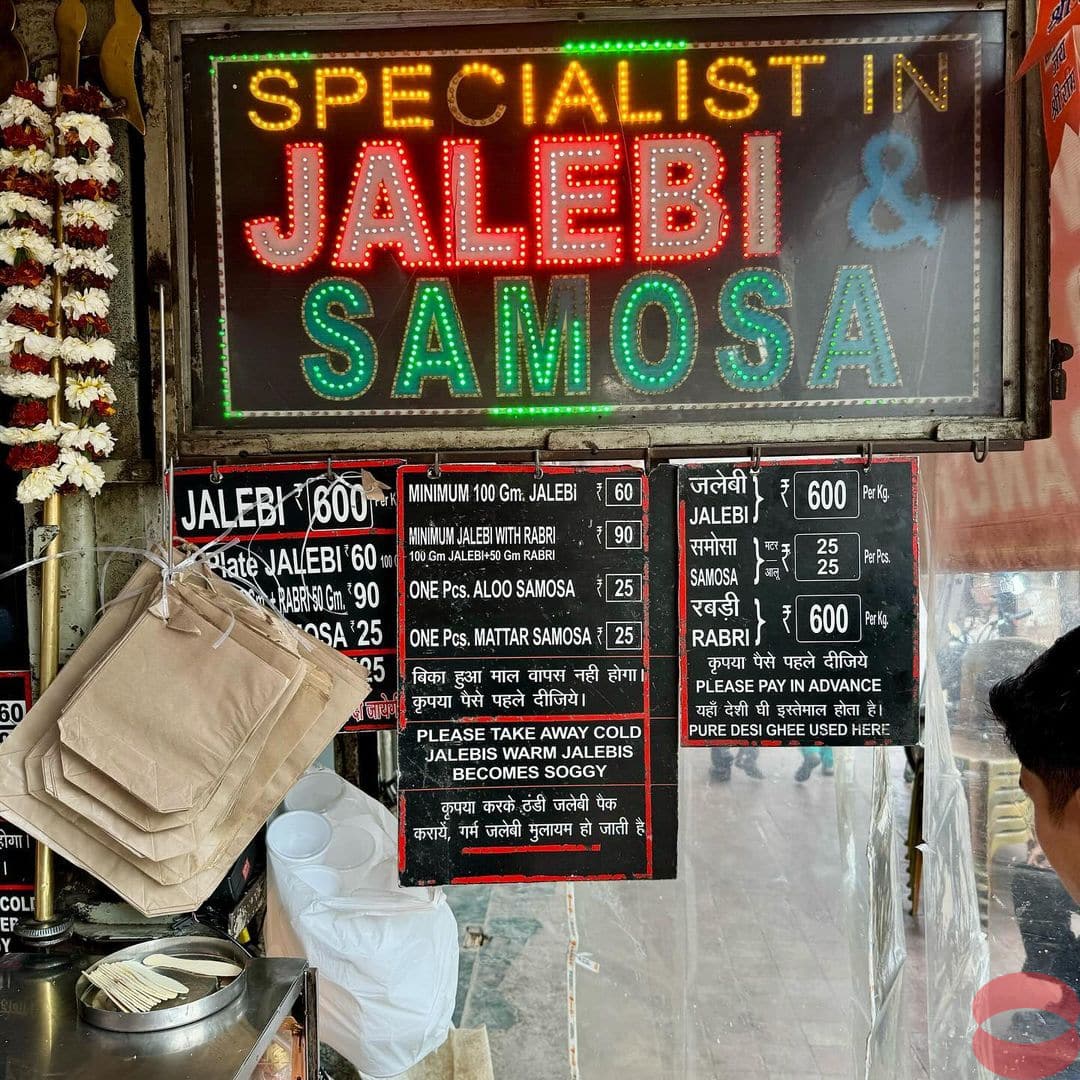 SPECIALIST IN
JALEBI &
SAMOSA
JALEBI ₹ 600 Per K
Plate JALEBI ₹60 100
+ RABRI 50 Gm. ₹90
OSA ₹25
25
जायेगी
MINIMUM 100 Gm. JALEBI ₹ 60
MINIMUM JALEBI WITH RABRI ₹ 90
100 Gm JALEBI+50 Gm RABRI
ONE Pcs. ALOO SAMOSA ₹ 25
ONE Pcs. MATTAR SAMOSA ₹ 25
बिका हुआ माल वापस नही होगा।
कृपया पैसे पहले दीजिये।
PLEASE TAKE AWAY COLD
JALEBIS WARM JALEBIS
BECOMES SOGGY
कृपया करके ठंडी जलेबी पैक
करायें, गर्म जलेबी मुलायम हो जाती है
जलेबी
JALEBI } ₹ 600 Per Kg.
समोसा मटर 25
SAMOSA आलू ₹ 25 Per Pcs.
रबड़ी
RABRI } ₹ 600 Per Kg.
कृपया पैसे पहले दीजिये
PLEASE PAY IN ADVANCE
यहाँ देशी घी इस्तेमाल होता है।
PURE DESI GHEE USED HERE
60
होगा।
COL